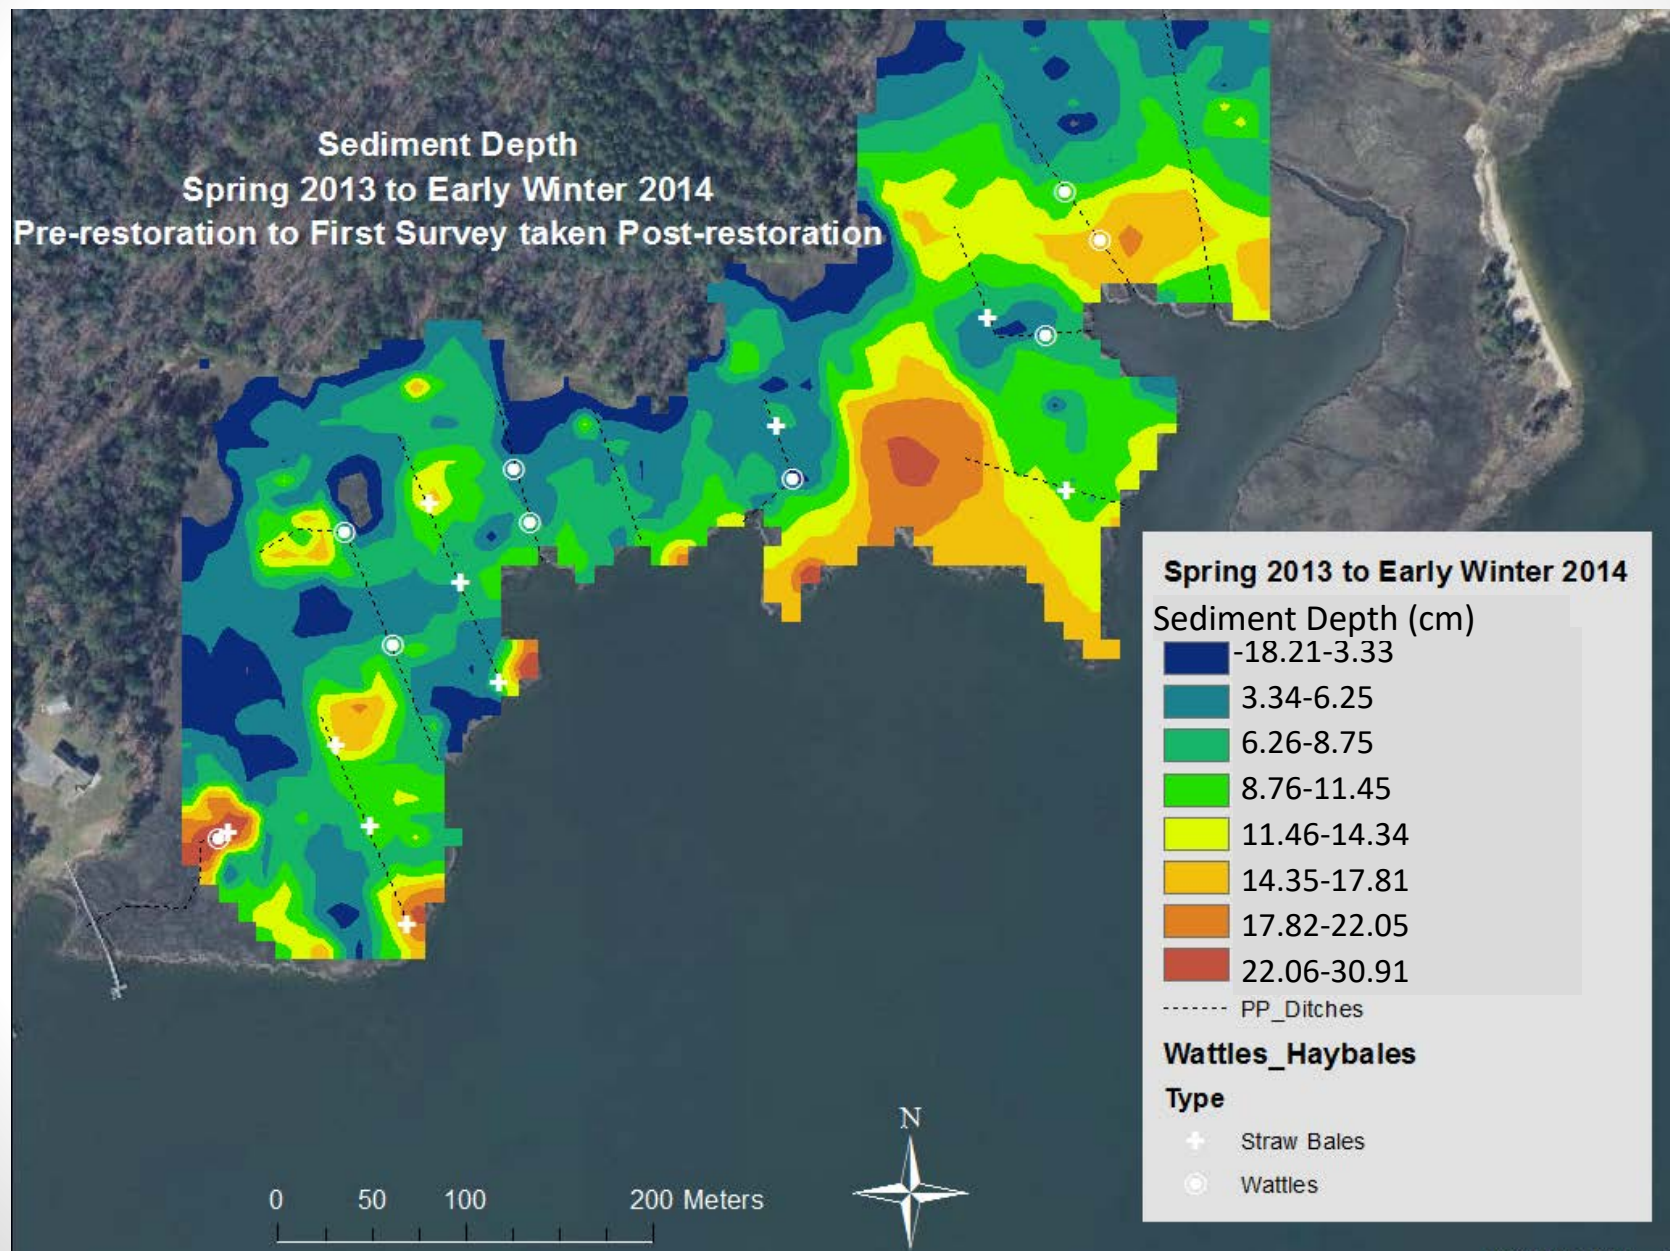 Sediment Depth
Spring 2013 to Early Winter 2014
Pre-restoration to First Survey taken Post-restoration
Spring 2013 to Early Winter 2014
Sediment Depth (cm)
-18.21-3.33
3.34-6.25
6.26-8.75
8.76-11.45
11.46-14.34
14.35-17.81
17.82-22.05
22.06-30.91
PP_Ditches
Wattles_Haybales
Type
Straw Bales
Wattles
N
0 50 100 200 Meters